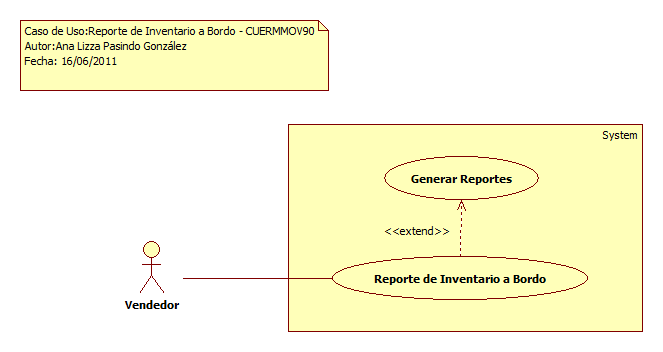 Caso de Uso:Reporte de Inventario a Bordo - CUERMMOV90
Autor:Ana Lizza Pasindo González
Fecha: 16/06/2011
System
Generar Reportes
<<extend>>
Reporte de Inventario a Bordo
Vendedor